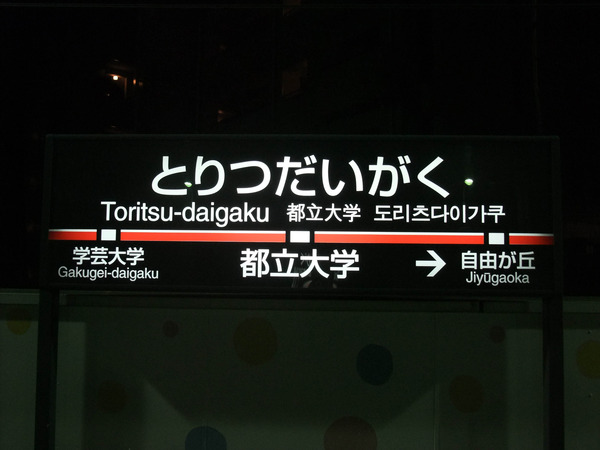 とりつだいがく
Toritsu-daigaku 都立大学 도리츠다이가쿠
学芸大学 都立大学 → 自由が丘
Gakugei-daigaku Jiyūgaoka